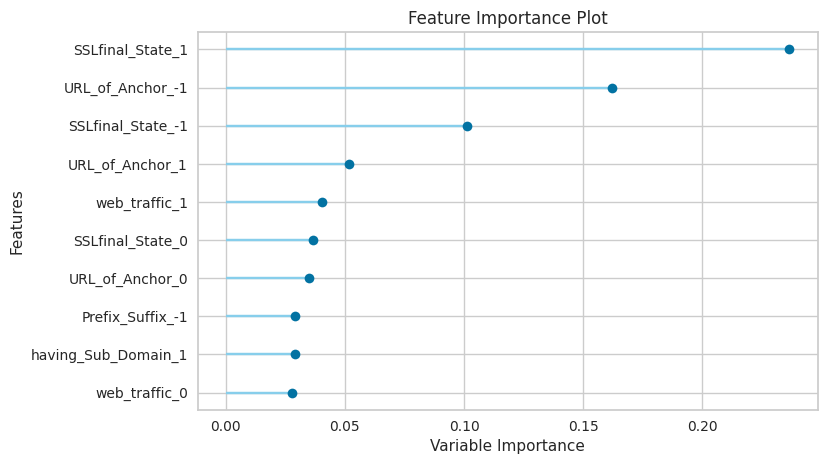 Feature Importance Plot
SSLfinal_State_1
URL_of_Anchor_-1
SSLfinal_State_-1
URL_of_Anchor_1
web_traffic_1
SSLfinal_State_0
URL_of_Anchor_0
Prefix_Suffix_-1
having_Sub_Domain_1
web_traffic_0
Features
0.00 0.05 0.10 0.15 0.20
Variable Importance